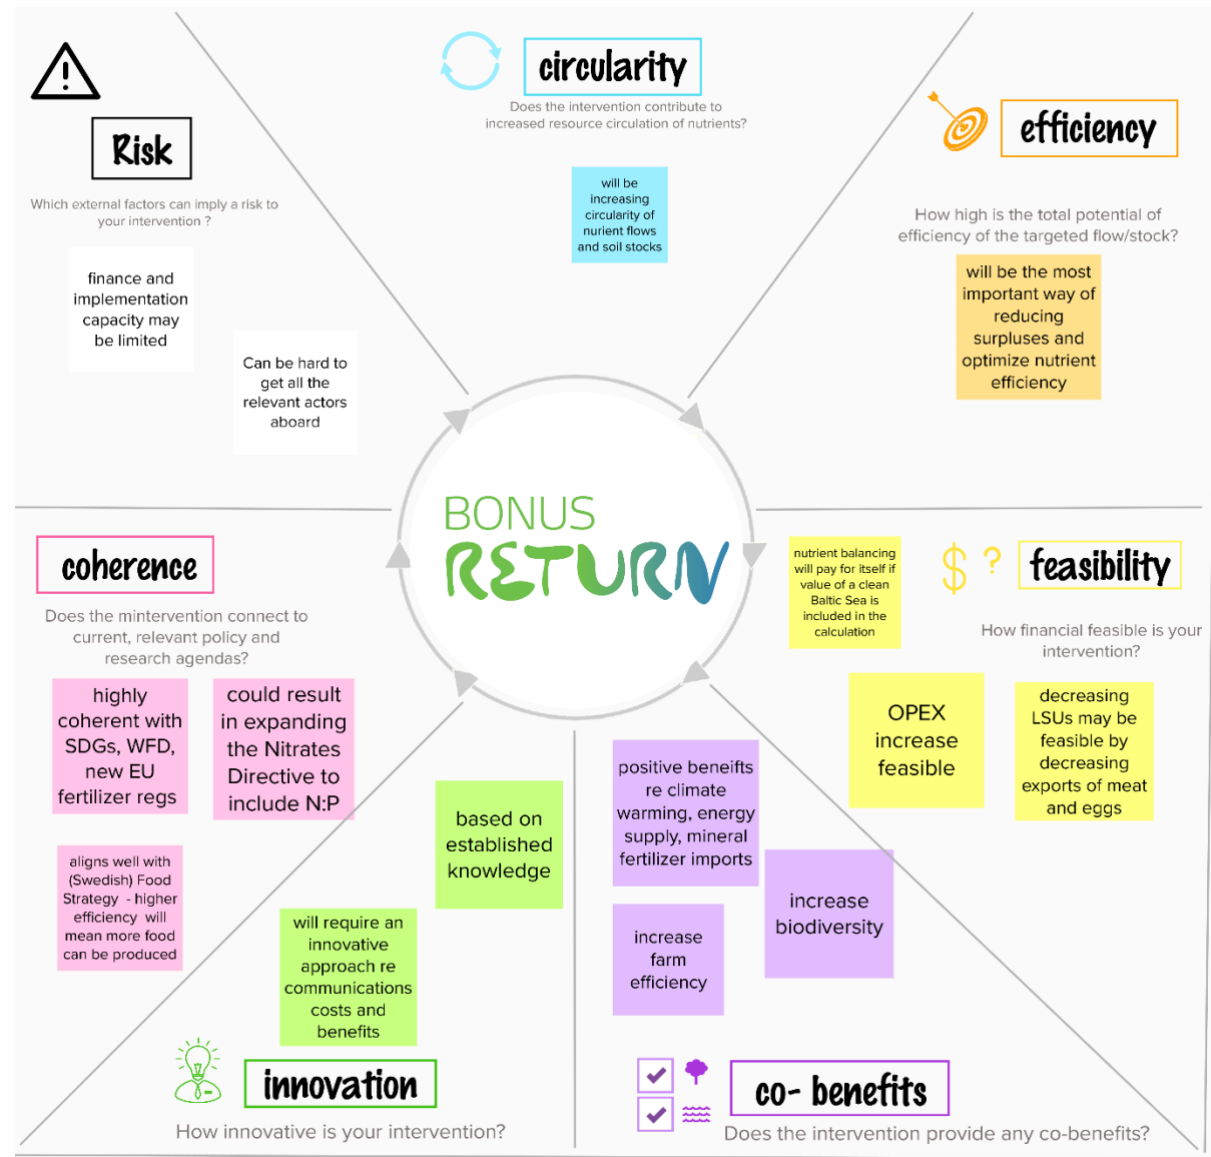 Risk
Which external factors can imply a risk to
your intervention ?
finance and
implementation
capacity may
be limited
Can be hard to
get all the
relevant actors
aboard
circularity
Does the intervention contribute to
increased resource circulation of nutrients?
will be
increasing
circularity of
nurient flows
and soil stocks
efficiency
How high is the total potential of
efficiency of the targeted flow/stock?
will be the most
important way of
reducing
surpluses and
optimize nutrient
efficiency
BONUS
RETURN
coherence
Does the mintervention connect to
current, relevant policy and
research agendas?
highly
coherent with
SDGs, WFD,
new EU
fertilizer regs
could result
in expanding
the Nitrates
Directive to
include N:P
aligns well with
(Swedish) Food
Strategy - higher
efficiency will
mean more food
can be produced
nutrient balancing
will pay for itself if
value of a clean
Baltic Sea is
included in the
calculation
$ ?
feasibility
How financial feasible is your
intervention?
OPEX
increase
feasible
decreasing
LSUs may be
feasible by
decreasing
exports of meat
and eggs
based on
established
knowledge
will require an
innovative
approach re
communications
costs and
benefits
innovation
How innovative is your intervention?
positive beneifts
re climate
warming, energy
supply, mineral
fertilizer imports
increase
biodiversity
increase
farm
efficiency
co- benefits
Does the intervention provide any co-benefits?